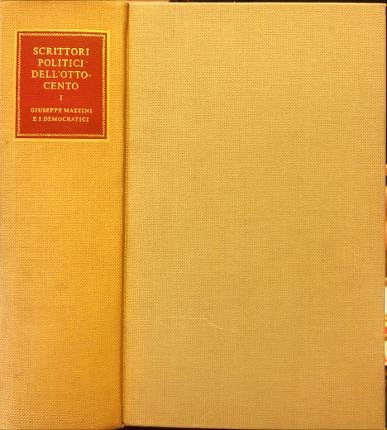 SCRITTORI
POLITICI
DELL'OTTO-
CENTO
I
GIUSEPPE MAZZINI
E I DEMOCRATICI